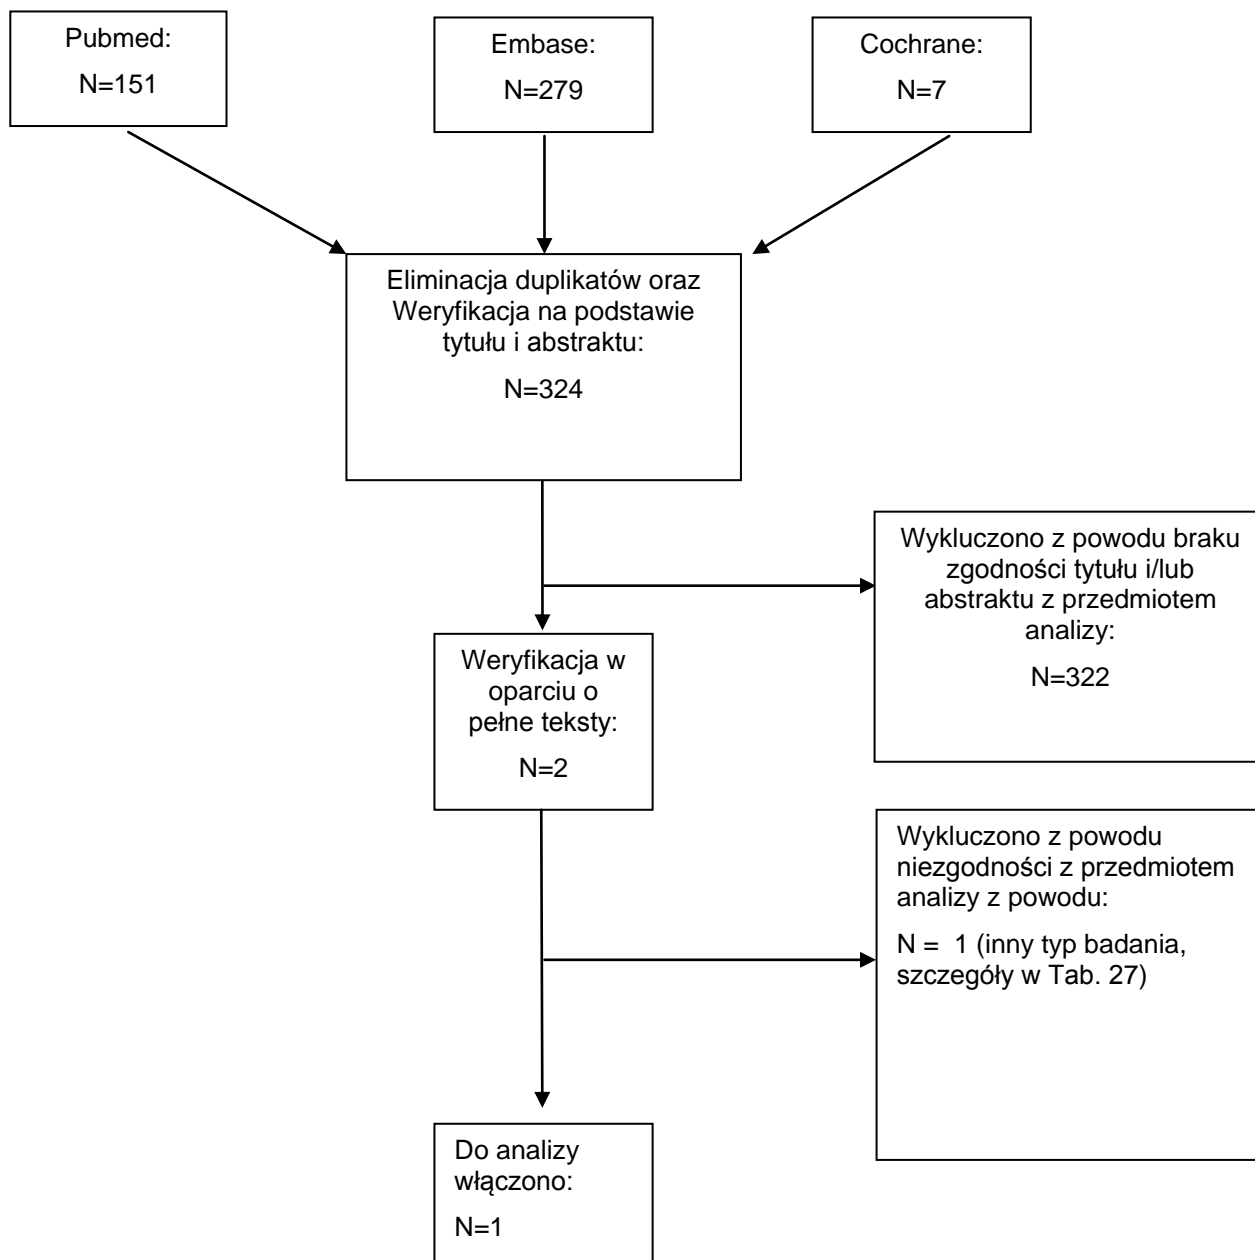 Pubmed:
N=151
Embase:
N=279
Cochrane:
N=7
Eliminacja duplikatów oraz
Weryfikacja na podstawie
tytułu i abstraktu:
N=324
Wykluczono z powodu braku
zgodności tytułu i/lub
abstraktu z przedmiotem
analizy:
N=322
Weryfikacja w
oparciu o
pełne teksty:
N=2
Wykluczono z powodu
niezgodności z przedmiotem
analizy z powodu:
N =  1 (inny typ badania,
szczegóły w Tab. 27)
Do analizy
włączono:
N=1